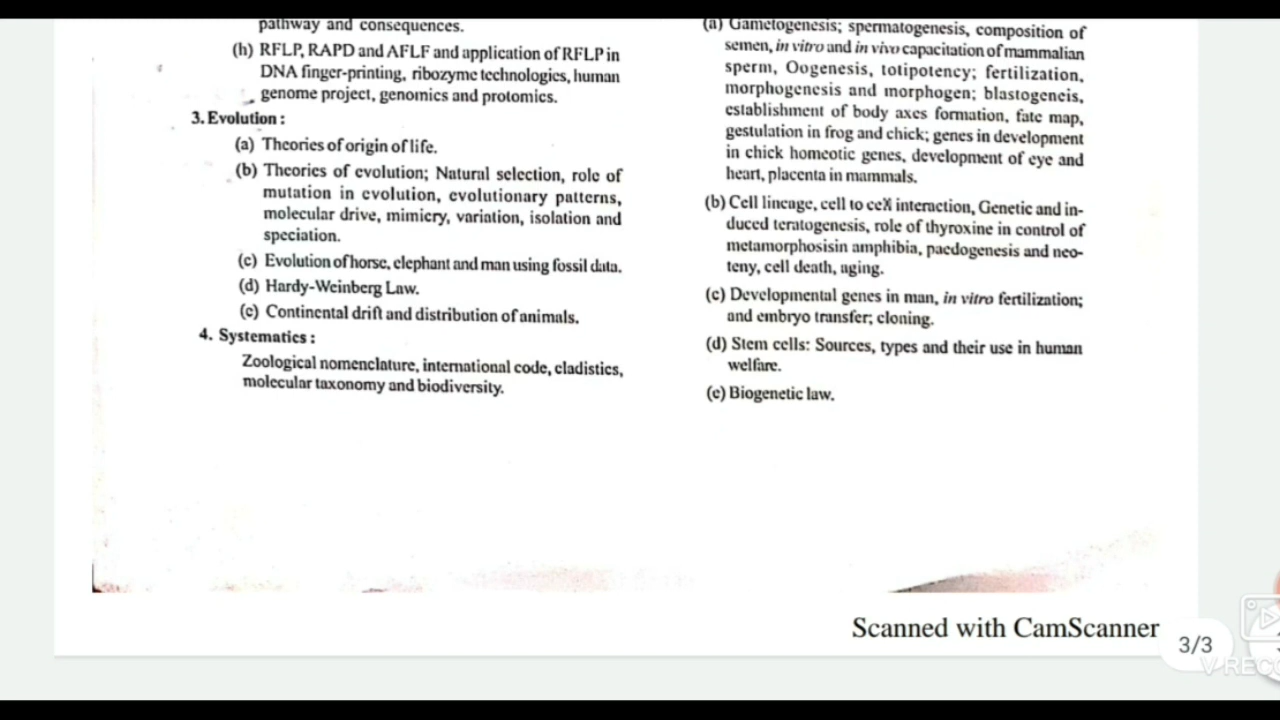 pathway and consequences.
(h) RFLP, RAPD and AFLF and application of RFLP in
DNA finger-printing, ribozyme technologies, human
genome project, genomics and protomics.
3. Evolution :
(a) Theories of origin of life.
(b) Theories of evolution; Natural selection, role of
mutation in evolution, evolutionary patterns,
molecular drive, mimicry, variation, isolation and
speciation.
(c) Evolution of horse, elephant and man using fossil data.
(d) Hardy-Weinberg Law.
(e) Continental drift and distribution of animals.
4. Systematics :
Zoological nomenclature, international code, cladistics,
molecular taxonomy and biodiversity.
(a) Gametogenesis; spermatogenesis, composition of
semen, in vitro and in vivo capacitation of mammalian
sperm, Oogenesis, totipotency; fertilization,
morphogenesis and morphogen; blastogeneis,
establishment of body axes formation, fate map,
gestulation in frog and chick; genes in development
in chick homeotic genes, development of eye and
heart, placenta in mammals.
(b) Cell lineage, cell to cell interaction, Genetic and in-
duced teratogenesis, role of thyroxine in control of
metamorphosisin amphibia, paedogenesis and neo-
teny, cell death, aging.
(c) Developmental genes in man, in vitro fertilization;
and embryo transfer; cloning.
(d) Stem cells: Sources, types and their use in human
welfare.
(e) Biogenetic law.
Scanned with CamScanner
3/3
V REC